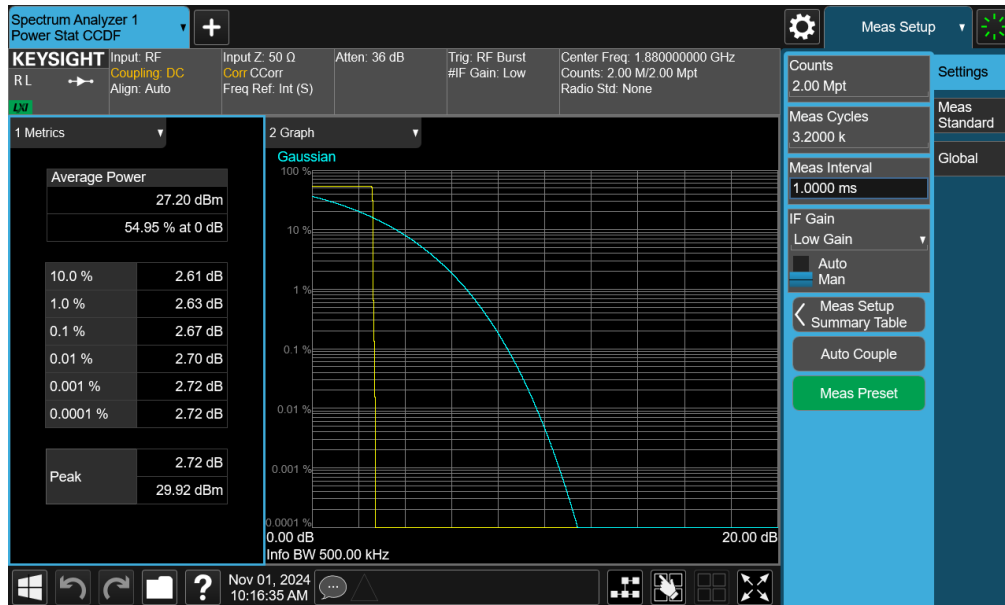 Spectrum Analyzer 1
Power Stat CCDF
Meas Setup
KEYSIGHT
R L
LXI
Input: RF
Coupling: DC
Align: Auto
Input Z: 50 Ω
Corr CCorr
Freq Ref: Int (S)
Atten: 36 dB
Trig: RF Burst
#IF Gain: Low
Center Freq: 1.880000000 GHz
Counts: 2.00 M/2.00 Mpt
Radio Std: None
1 Metrics
Average Power
27.20 dBm
54.95 % at 0 dB
10.0 % 2.61 dB
1.0 % 2.63 dB
0.1 % 2.67 dB
0.01 % 2.70 dB
0.001 % 2.72 dB
0.0001 % 2.72 dB
Peak
2.72 dB
29.92 dBm
2 Graph
Gaussian
100 %
10 %
1 %
0.1 %
0.01 %
0.001 %
0.0001 %
0.00 dB 20.00 dB
Info BW 500.00 kHz
Counts
2.00 Mpt
Meas Cycles
3.2000 k
Meas Interval
1.0000 ms
IF Gain
Low Gain
Auto
Man
Meas Setup
Summary Table
Auto Couple
Meas Preset
Settings
Meas
Standard
Global
?
Nov 01, 2024
10:16:35 AM